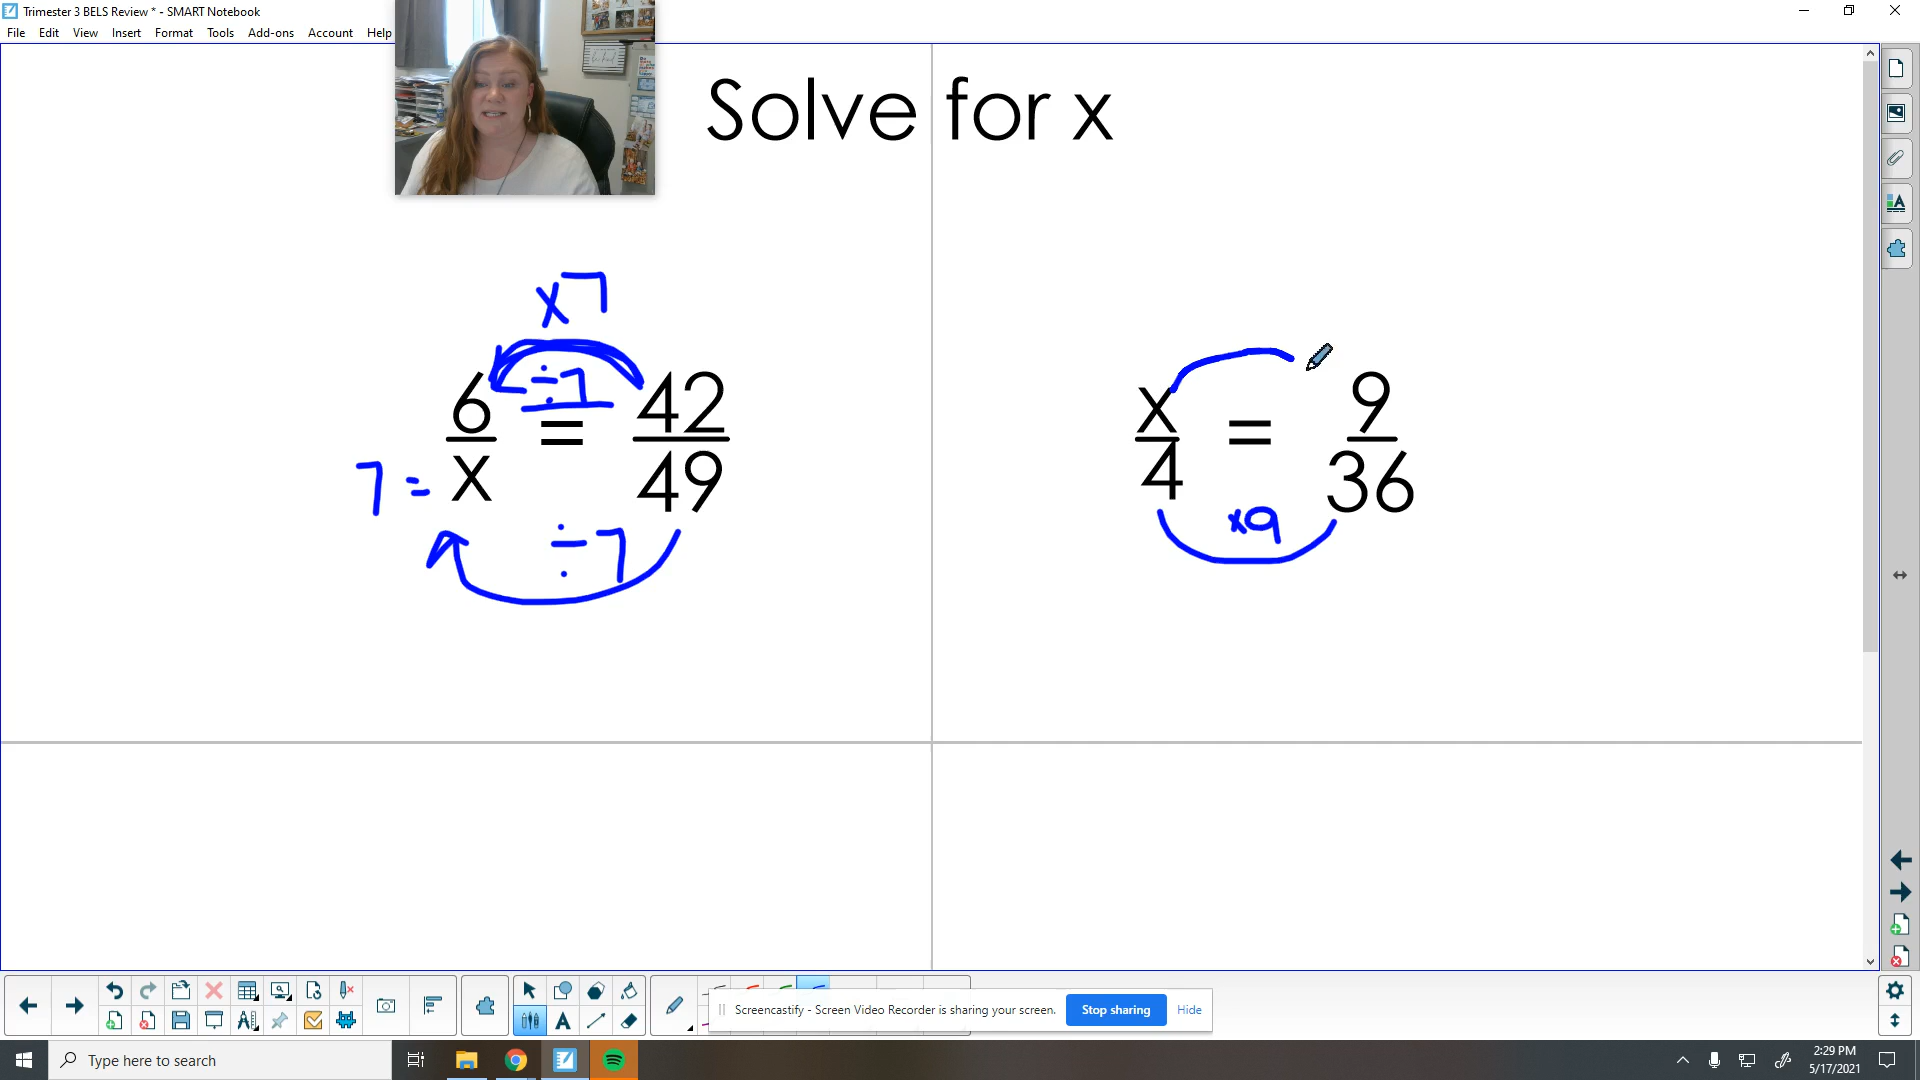 Trimester 3 BELS Review * - SMART Notebook
File Edit View Insert Format Tools Add-ons Account Help
Solve for x
x7
÷7
6/x = 42/49
7 =
÷7
x/4 = 9/36
x9
Screencastify - Screen Video Recorder is sharing your screen. Stop sharing Hide
Type here to search
2:29 PM
5/17/2021